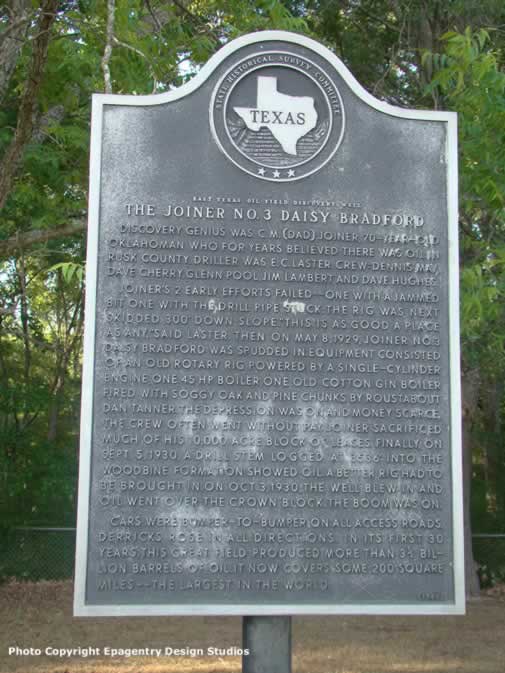 STATE HISTORICAL SURVEY COMMITTEE
TEXAS
EAST TEXAS OIL FIELD DISCOVERY WELL
THE JOINER NO. 3 DAISY BRADFORD
DISCOVERY GENIUS WAS C. M. (DAD) JOINER, 70-YEAR-OLD
OKLAHOMAN WHO FOR YEARS BELIEVED THERE WAS OIL IN
RUSK COUNTY. DRILLER WAS E. C. LASTER. CREW: DENNIS MAY,
DAVE CHERRY, GLENN POOL, JIM LAMBERT AND DAVE HUGHES.
JOINER'S 2 EARLY EFFORTS FAILED--ONE WITH A JAMMED
BIT, ONE WITH THE DRILL PIPE STUCK. THE RIG WAS NEXT
SKIDDED 300' DOWN SLOPE. "THIS IS AS GOOD A PLACE
AS ANY," SAID LASTER. THEN ON MAY 8, 1929, JOINER NO. 3
DAISY BRADFORD WAS SPUDDED IN. EQUIPMENT CONSISTED
OF AN OLD ROTARY RIG POWERED BY A SINGLE-CYLINDER
ENGINE, ONE 45 HP BOILER, ONE OLD COTTON GIN BOILER
FIRED WITH SOGGY OAK AND PINE CHUNKS BY ROUSTABOUT
DAN TANNER. THE DEPRESSION WAS ON AND MONEY SCARCE.
THE CREW OFTEN WENT WITHOUT PAY. JOINER SACRIFICED
MUCH OF HIS 10,000 ACRE BLOCK OF LEASES. FINALLY, ON
SEPT. 5, 1930, A DRILL STEM LOGGED AT 3536' INTO THE
WOODBINE FORMATION SHOWED OIL. A BETTER RIG HAD TO
BE BROUGHT IN. ON OCT. 3, 1930, THE WELL BLEW IN AND
OIL WENT OVER THE CROWN BLOCK. THE BOOM WAS ON.
CARS WERE BUMPER-TO-BUMPER ON ALL ACCESS ROADS.
DERRICKS ROSE IN ALL DIRECTIONS. IN ITS FIRST 30
YEARS THIS GREAT FIELD PRODUCED MORE THAN 3½ BIL-
LION BARRELS OF OIL. IT NOW COVERS SOME 200 SQUARE
MILES--THE LARGEST IN THE WORLD.
Photo Copyright Epagentry Design Studios